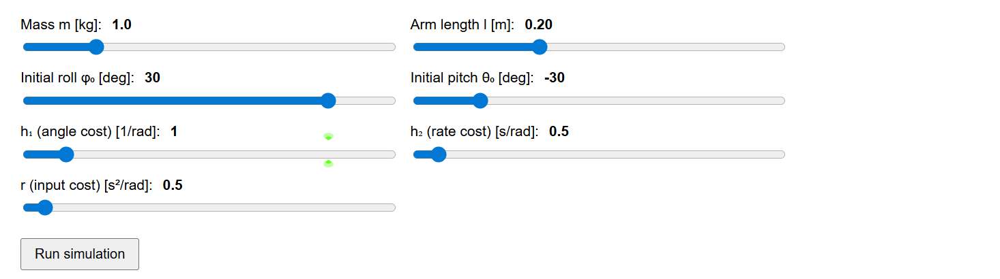 Mass m [kg]: 1.0
Arm length l [m]: 0.20
Initial roll φ₀ [deg]: 30
Initial pitch θ₀ [deg]: -30
h₁ (angle cost) [1/rad]: 1
h₂ (rate cost) [s/rad]: 0.5
r (input cost) [s²/rad]: 0.5
Run simulation